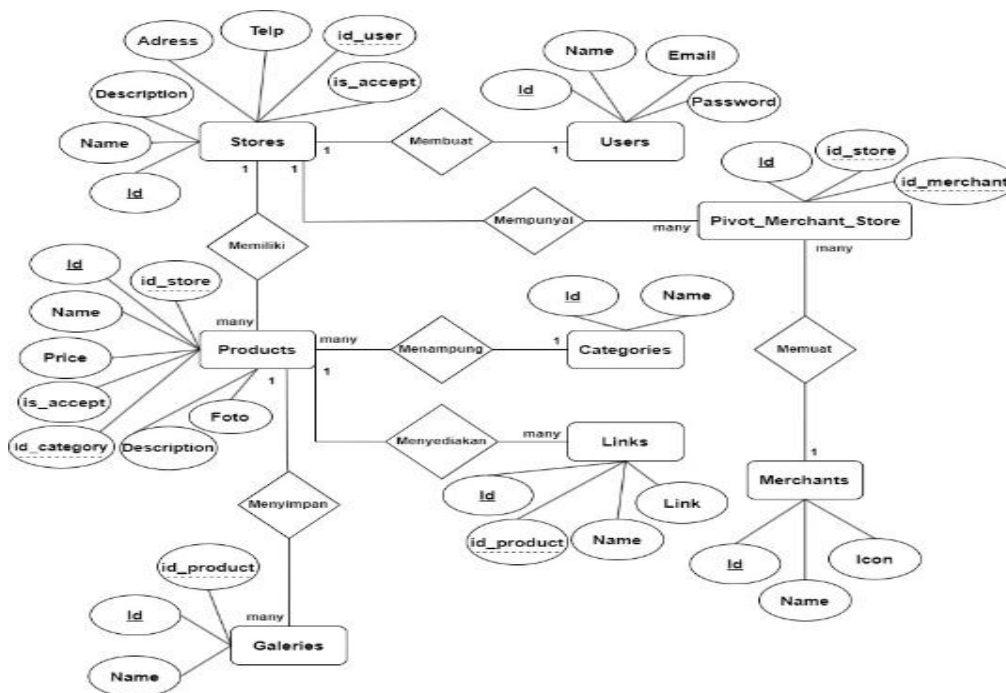 Telp
id_user
Adress
Name
Email
is_accept
Description
Id
Password
Stores
1
Membuat
1
Users
Name
1
1
Id
id_store
id_merchant
Id
Mempunyai
many
Pivot_Merchant_Store
many
Memiliki
Id
id_store
Id
Name
Name
many
Products
many
Menampung
1
Categories
Memuat
Price
1
1
is_accept
Foto
id_category
Description
Menyediakan
many
Links
1
Merchants
Id
Link
Menyimpan
id_product
Name
Id
Icon
id_product
Name
Id
many
Galeries
Name